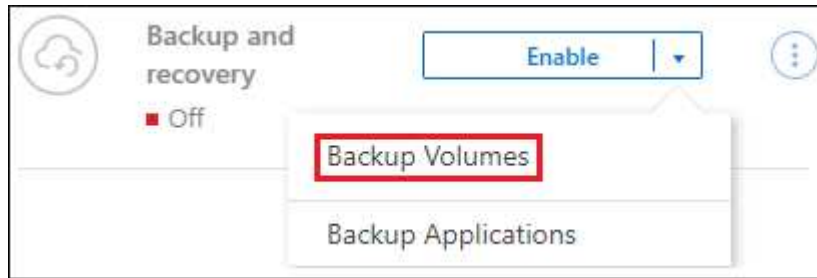 Backup and
recovery
Enable
Off
Backup Volumes
Backup Applications